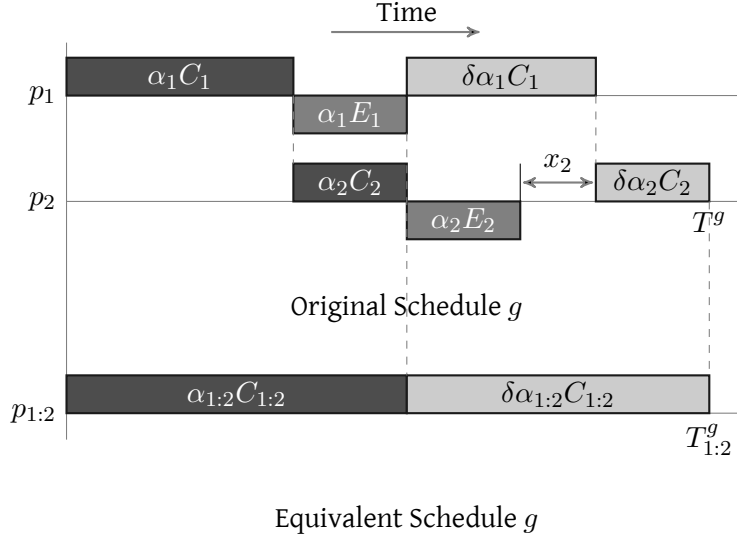 Time
α₁C₁ δα₁C₁
p₁
α₁E₁
α₂C₂ x₂ δα₂C₂
p₂
α₂E₂ T^g
Original Schedule g
α₁:₂C₁:₂ δα₁:₂C₁:₂
p₁:₂
T^g_1:2
Equivalent Schedule g